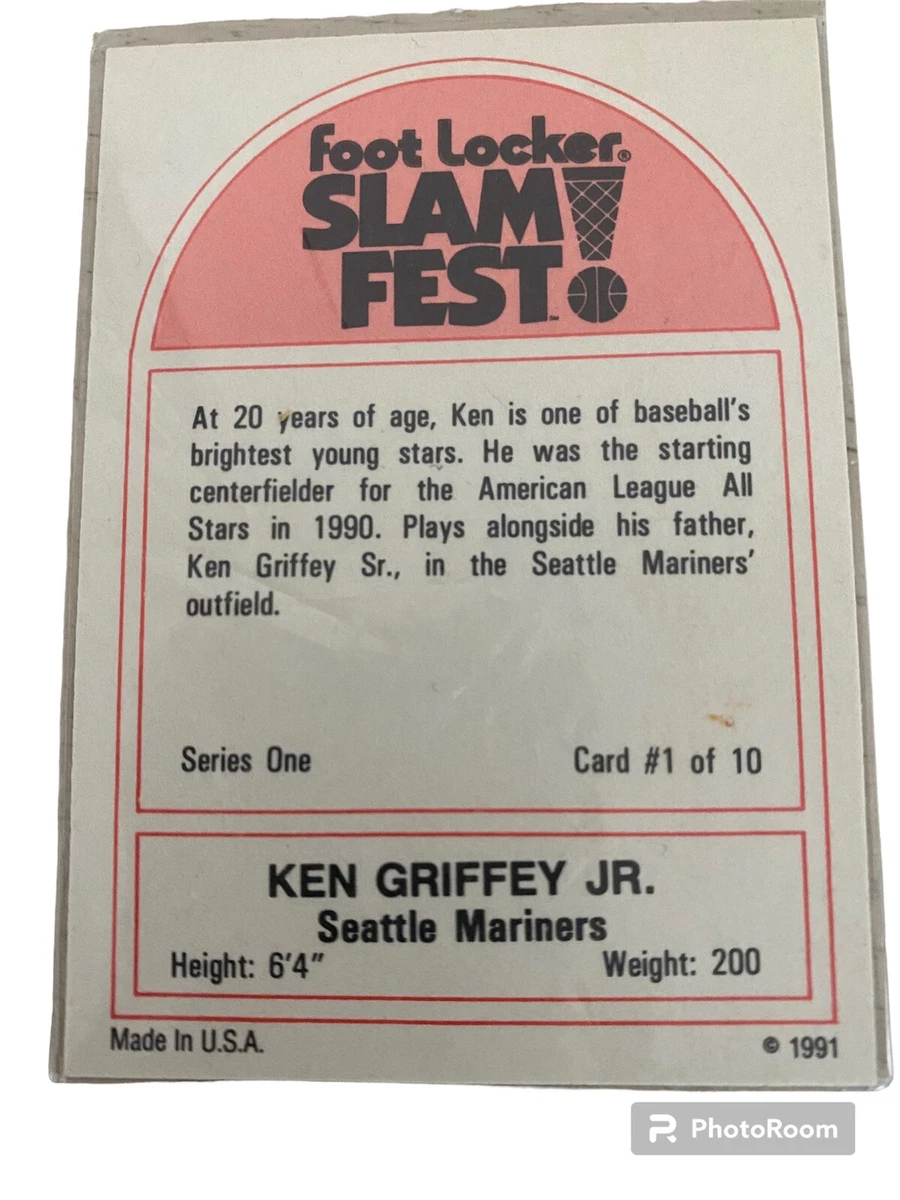 foot Locker®
SLAM
FEST! ℠
At 20 years of age, Ken is one of baseball's
brightest young stars. He was the starting
centerfielder for the American League All
Stars in 1990. Plays alongside his father,
Ken Griffey Sr., in the Seattle Mariners'
outfield.
Series One Card #1 of 10
KEN GRIFFEY JR.
Seattle Mariners
Height: 6'4" Weight: 200
Made In U.S.A. © 1991
PhotoRoom